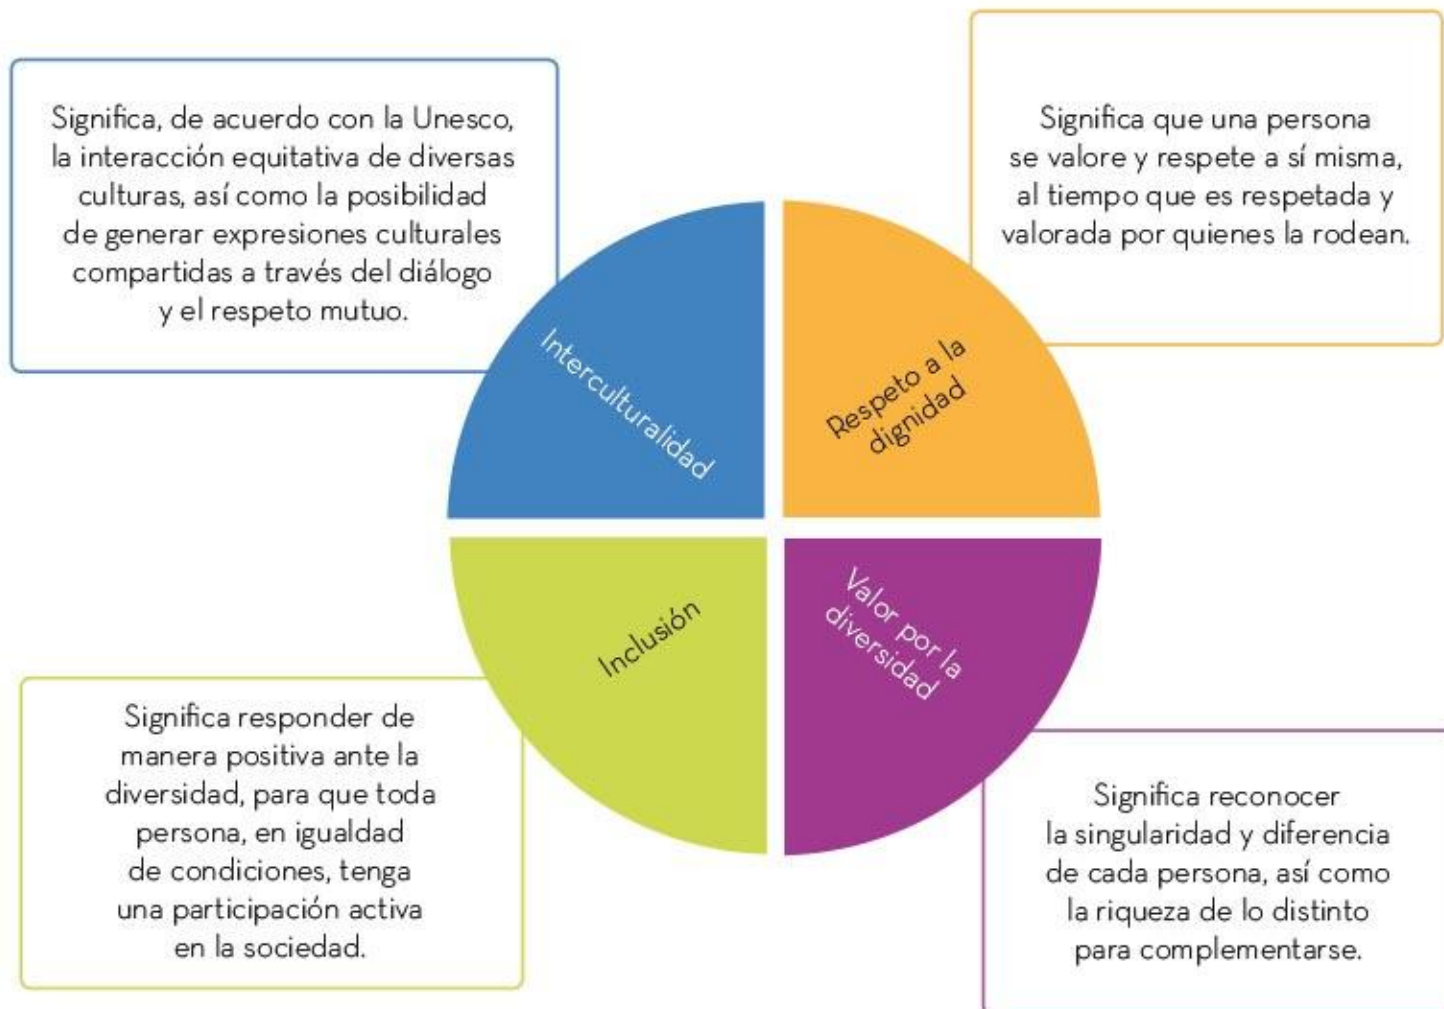 Significa, de acuerdo con la Unesco,
la interacción equitativa de diversas
culturas, así como la posibilidad
de generar expresiones culturales
compartidas a través del diálogo
y el respeto mutuo.
Significa que una persona
se valore y respete a sí misma,
al tiempo que es respetada y
valorada por quienes la rodean.
Interculturalidad
Respeto a la
dignidad
Inclusión
Valor por la
diversidad
Significa responder de
manera positiva ante la
diversidad, para que toda
persona, en igualdad
de condiciones, tenga
una participación activa
en la sociedad.
Significa reconocer
la singularidad y diferencia
de cada persona, así como
la riqueza de lo distinto
para complementarse.